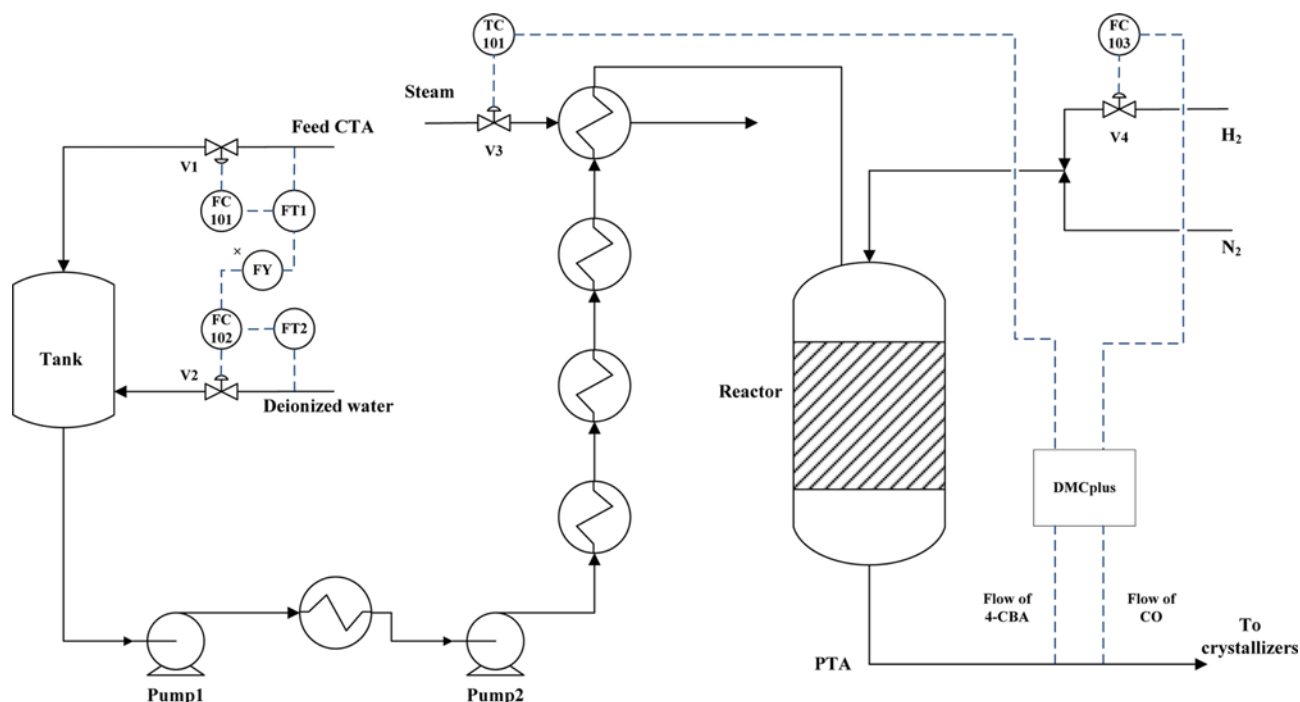 TC
101
FC
103
Steam
V3
V4
H₂
Feed CTA
V1
FC
101
FT1
×
FY
N₂
FC
102
FT2
Tank
V2
Deionized water
Reactor
DMCplus
Flow of
4-CBA
Flow of
CO
To
crystallizers
PTA
Pump1
Pump2